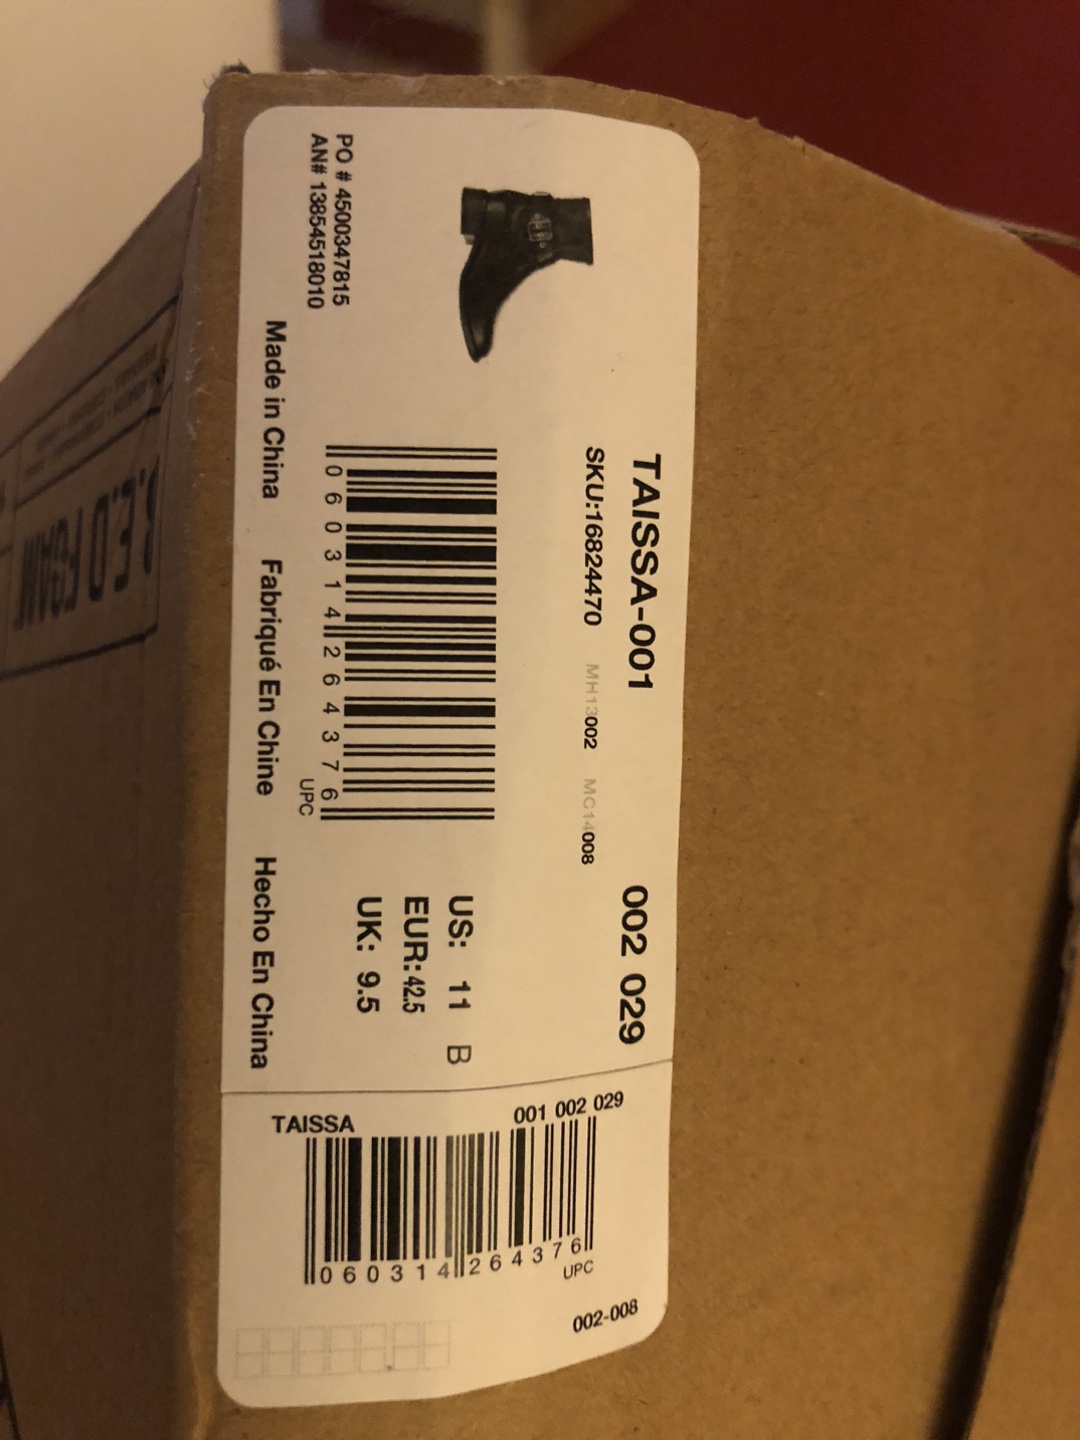 TAISSA-001 002 029
SKU:16824470 MH13002 MC14008
PO # 4500347815
AN# 13854518010
0 60314 26437 6
UPC
US: 11 B
EUR: 42.5
UK: 9.5
Made in China Fabriqué En Chine Hecho En China
001 002 029
TAISSA
0 60314 26437 6
UPC
002-008
FOAM